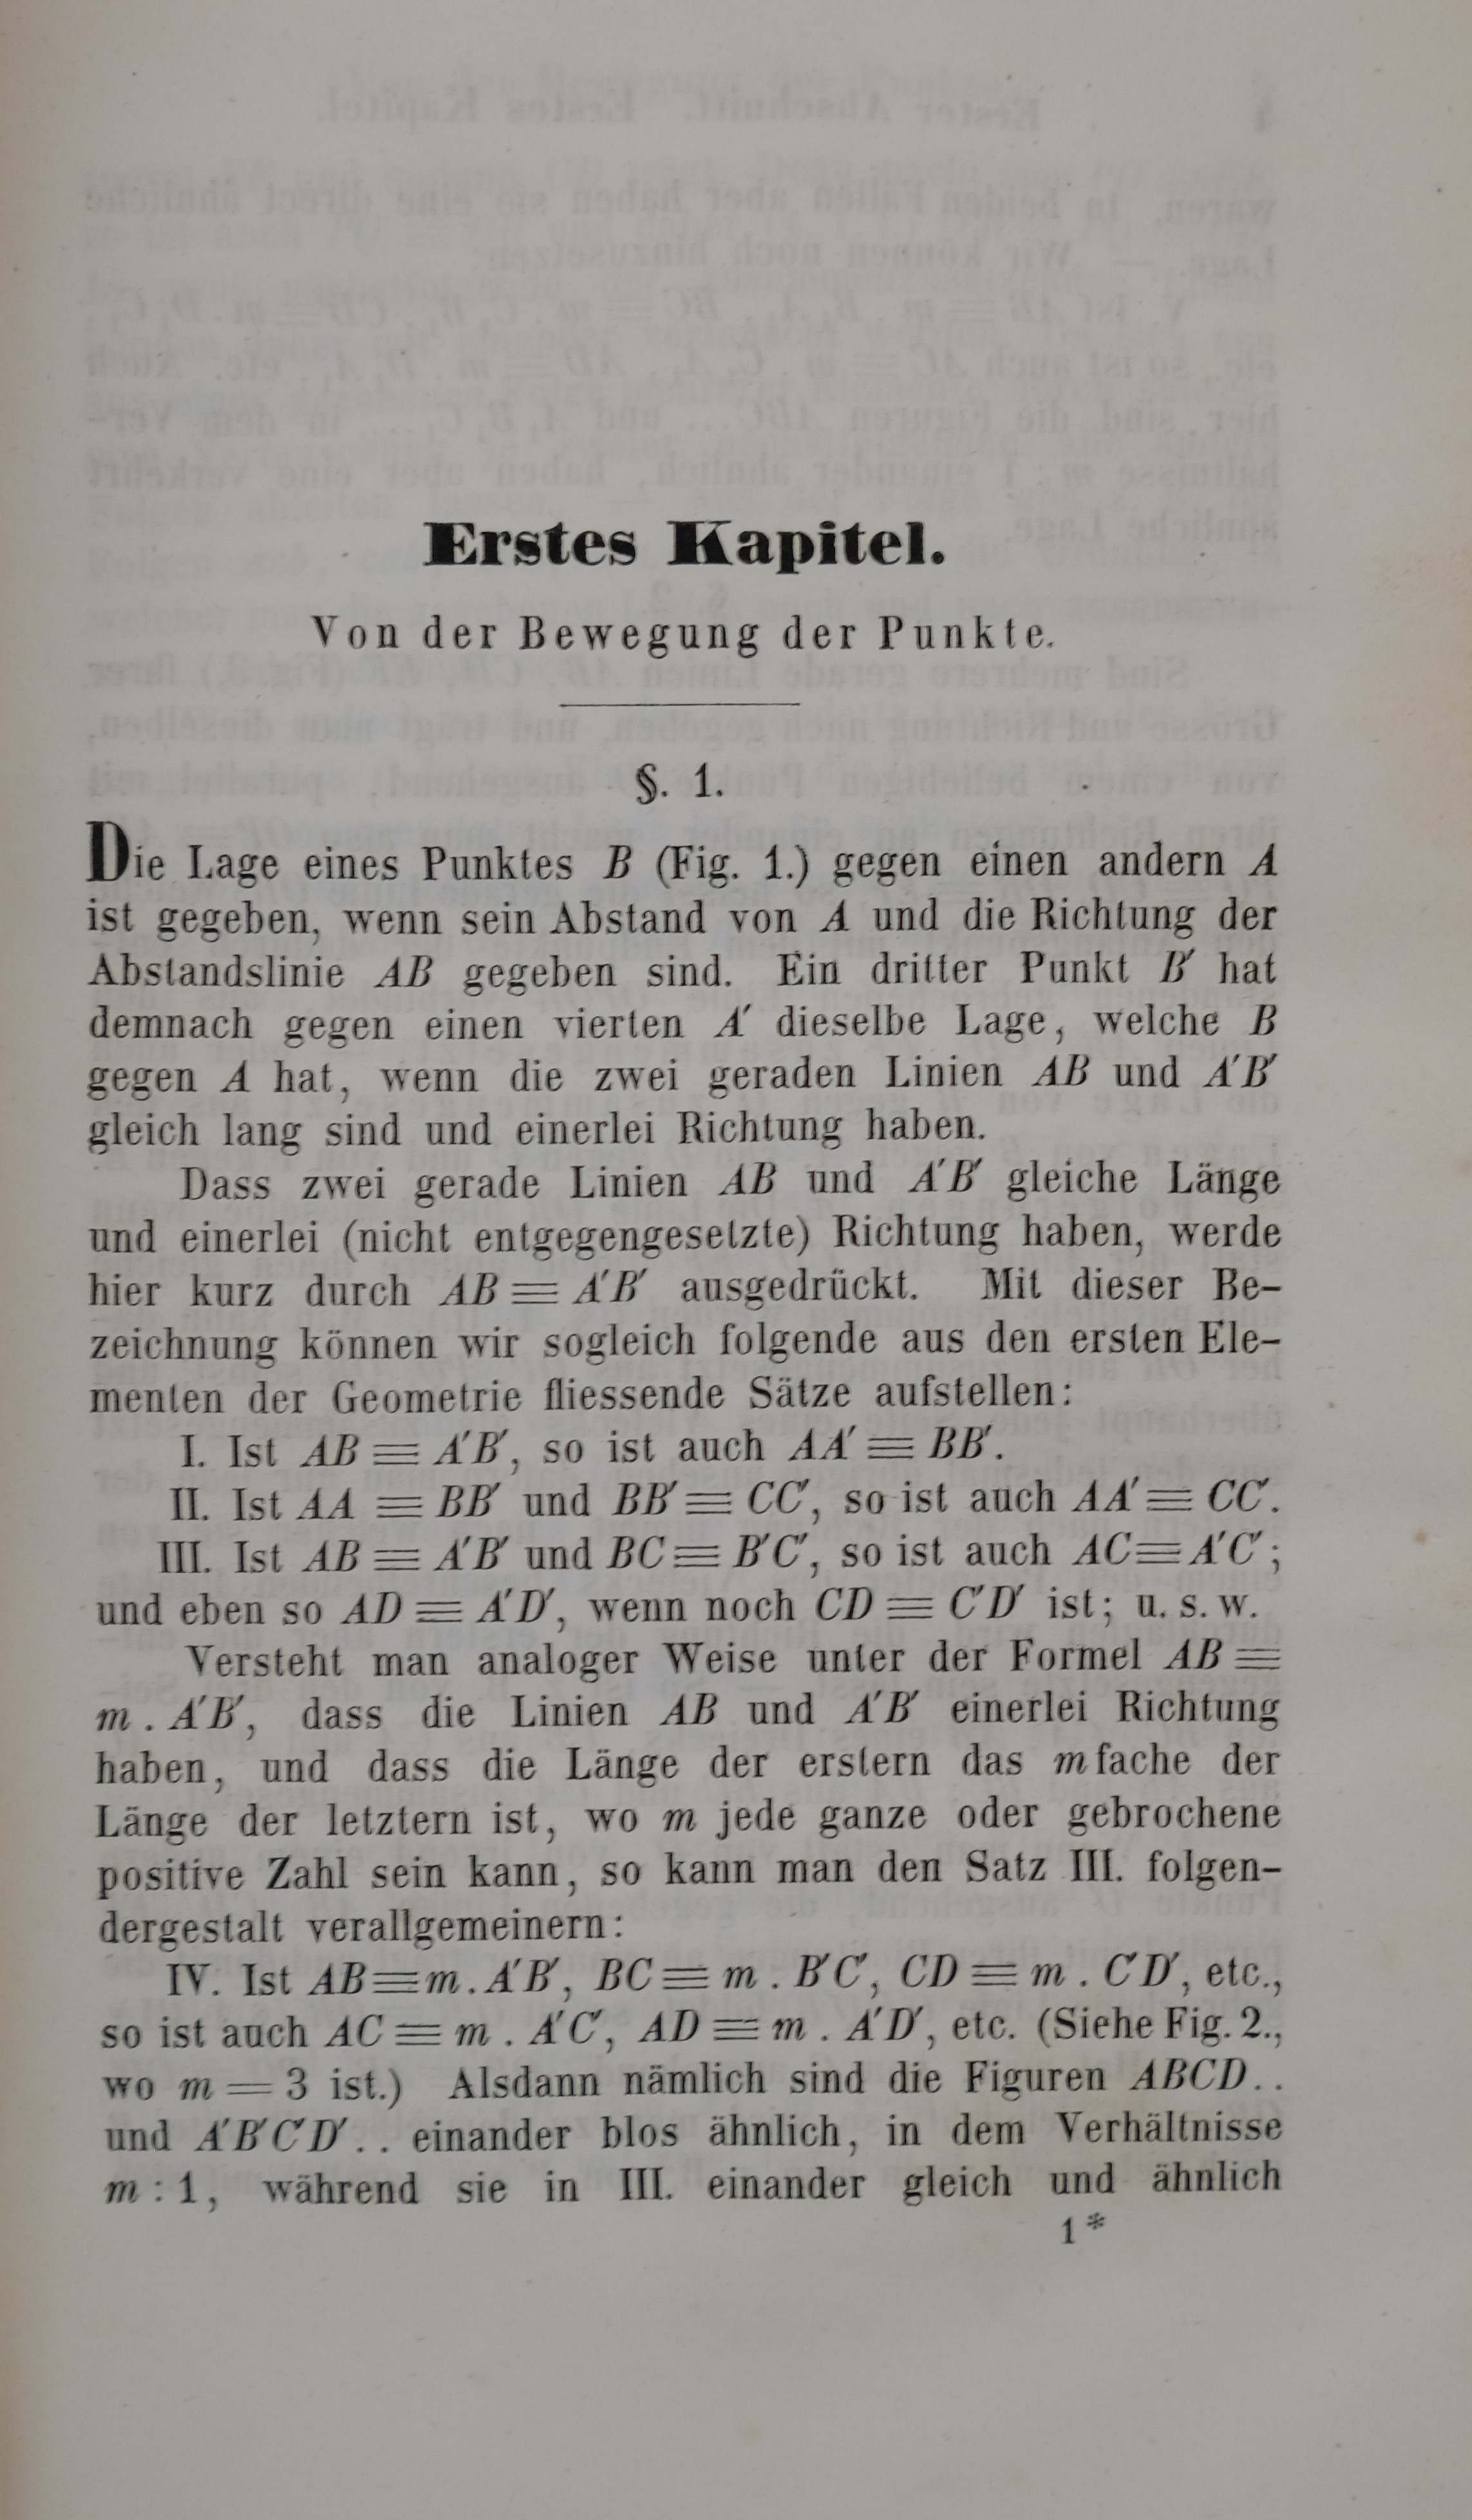 Erstes Kapitel.
Von der Bewegung der Punkte.
§. 1.
Die Lage eines Punktes B (Fig. 1.) gegen einen andern A
ist gegeben, wenn sein Abstand von A und die Richtung der
Abstandslinie AB gegeben sind. Ein dritter Punkt B′ hat
demnach gegen einen vierten A′ dieselbe Lage, welche B
gegen A hat, wenn die zwei geraden Linien AB und A′B′
gleich lang sind und einerlei Richtung haben.
Dass zwei gerade Linien AB und A′B′ gleiche Länge
und einerlei (nicht entgegengesetzte) Richtung haben, werde
hier kurz durch AB ≡ A′B′ ausgedrückt. Mit dieser Be-
zeichnung können wir sogleich folgende aus den ersten Ele-
menten der Geometrie fliessende Sätze aufstellen:
I. Ist AB ≡ A′B′, so ist auch AA′ ≡ BB′.
II. Ist AA ≡ BB′ und BB′ ≡ CC′, so ist auch AA′ ≡ CC′.
III. Ist AB ≡ A′B′ und BC ≡ B′C′, so ist auch AC ≡ A′C′;
und eben so AD ≡ A′D′, wenn noch CD ≡ C′D′ ist; u. s. w.
Versteht man analoger Weise unter der Formel AB ≡
m . A′B′, dass die Linien AB und A′B′ einerlei Richtung
haben, und dass die Länge der erstern das mfache der
Länge der letztern ist, wo m jede ganze oder gebrochene
positive Zahl sein kann, so kann man den Satz III. folgen-
dergestalt verallgemeinern:
IV. Ist AB ≡ m . A′B′, BC ≡ m . B′C′, CD ≡ m . C′D′, etc.,
so ist auch AC ≡ m . A′C′, AD ≡ m . A′D′, etc. (Siehe Fig. 2.,
wo m = 3 ist.) Alsdann nämlich sind die Figuren ABCD..
und A′B′C′D′.. einander blos ähnlich, in dem Verhältnisse
m : 1, während sie in III. einander gleich und ähnlich
1*